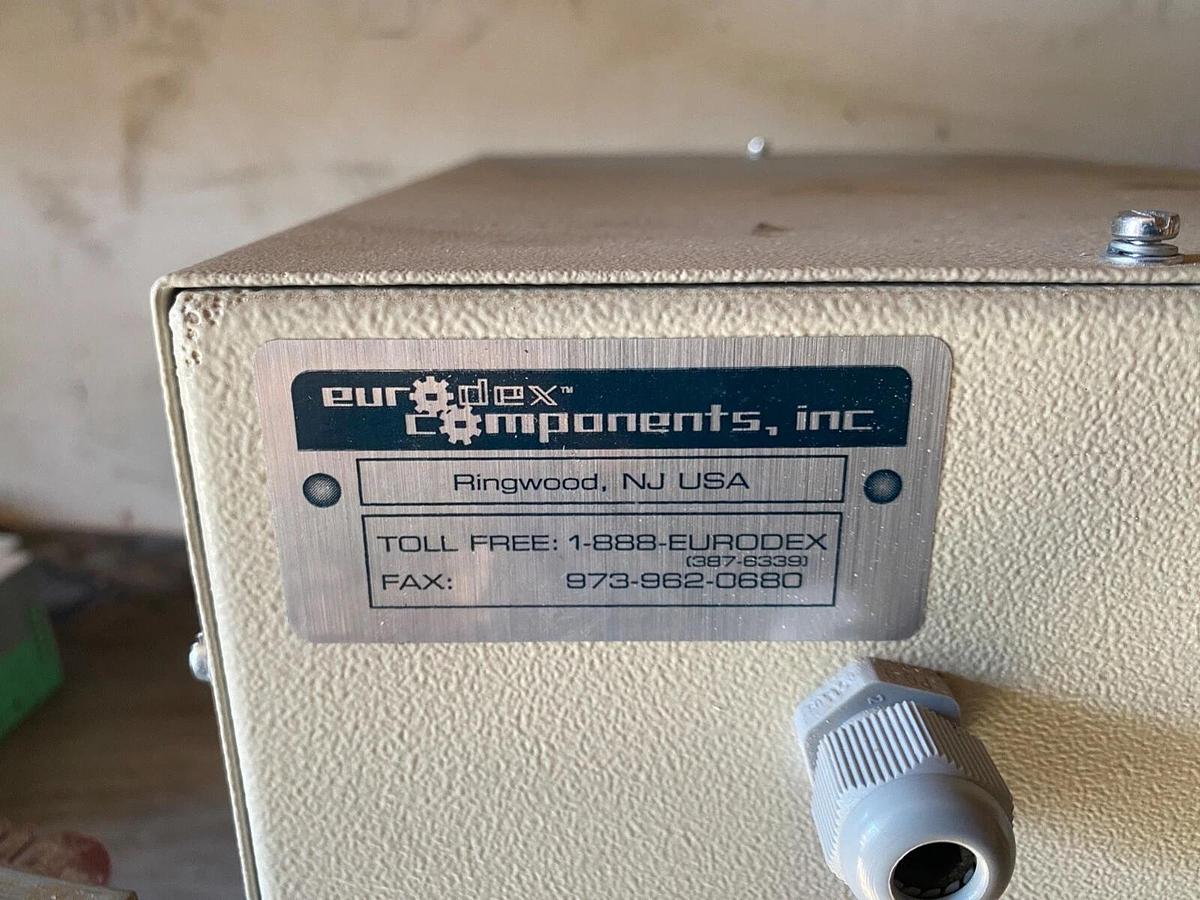 eurodex™
components, inc
Ringwood, NJ USA
TOLL FREE: 1-888-EURODEX
(387-6339)
FAX: 973-962-0680